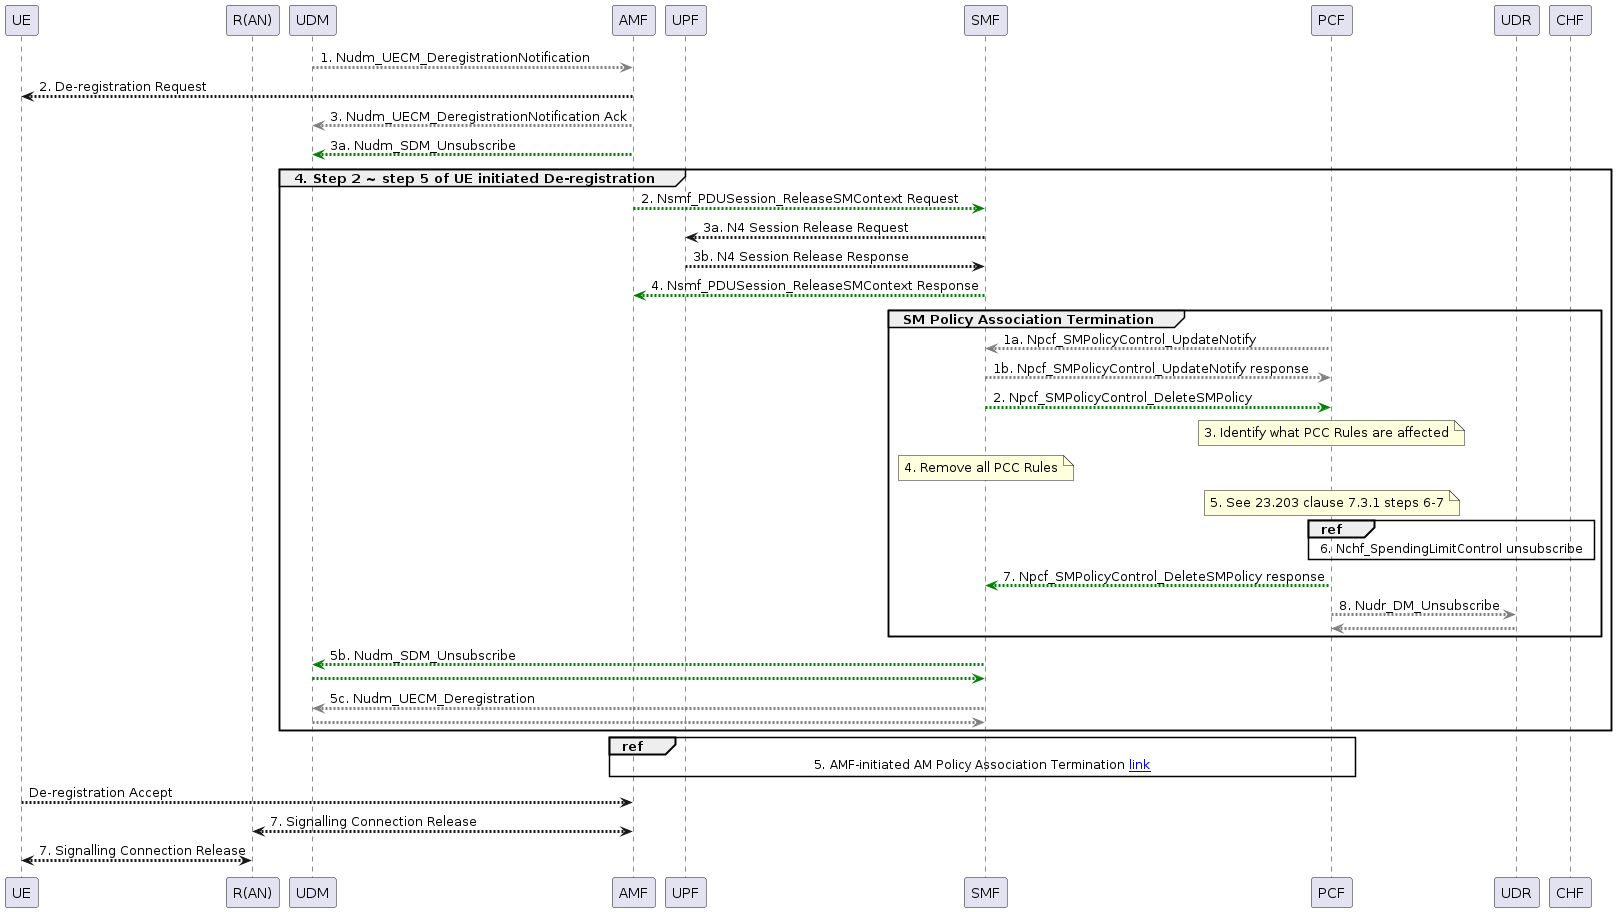 UE R(AN) UDM AMF UPF SMF PCF UDR CHF
1. Nudm_UECM_DeregistrationNotification
2. De-registration Request
3. Nudm_UECM_DeregistrationNotification Ack
3a. Nudm_SDM_Unsubscribe
4. Step 2 ~ step 5 of UE initiated De-registration
2. Nsmf_PDUSession_ReleaseSMContext Request
3a. N4 Session Release Request
3b. N4 Session Release Response
4. Nsmf_PDUSession_ReleaseSMContext Response
SM Policy Association Termination
1a. Npcf_SMPolicyControl_UpdateNotify
1b. Npcf_SMPolicyControl_UpdateNotify response
2. Npcf_SMPolicyControl_DeleteSMPolicy
3. Identify what PCC Rules are affected
4. Remove all PCC Rules
5. See 23.203 clause 7.3.1 steps 6-7
ref
6. Nchf_SpendingLimitControl unsubscribe
7. Npcf_SMPolicyControl_DeleteSMPolicy response
8. Nudr_DM_Unsubscribe
5b. Nudm_SDM_Unsubscribe
5c. Nudm_UECM_Deregistration
ref
5. AMF-initiated AM Policy Association Termination link
De-registration Accept
7. Signalling Connection Release
7. Signalling Connection Release
UE R(AN) UDM AMF UPF SMF PCF UDR CHF